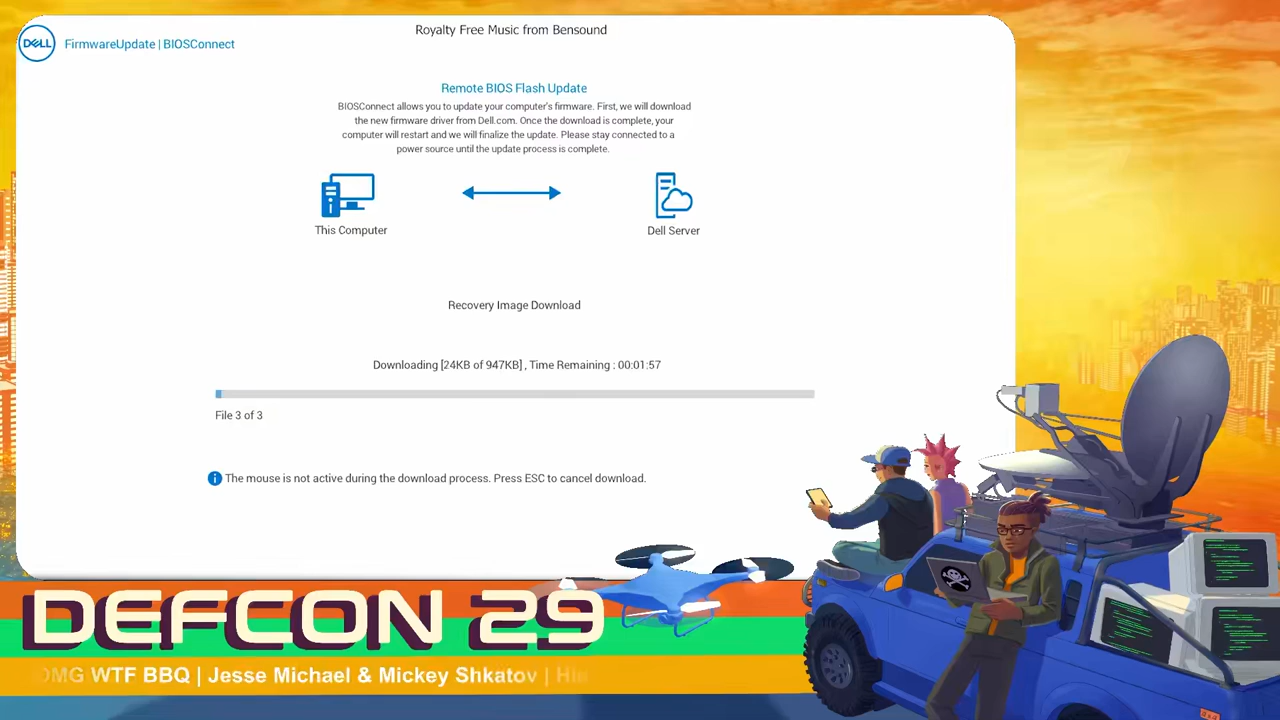 Royalty Free Music from Bensound
DELL
FirmwareUpdate | BIOSConnect
Remote BIOS Flash Update
BIOSConnect allows you to update your computer's firmware. First, we will download
the new firmware driver from Dell.com. Once the download is complete, your
computer will restart and we will finalize the update. Please stay connected to a
power source until the update process is complete.
This Computer
Dell Server
Recovery Image Download
Downloading [24KB of 947KB] , Time Remaining : 00:01:57
File 3 of 3
The mouse is not active during the download process. Press ESC to cancel download.
DEFCON 29
OMG WTF BBQ | Jesse Michael & Mickey Shkatov |